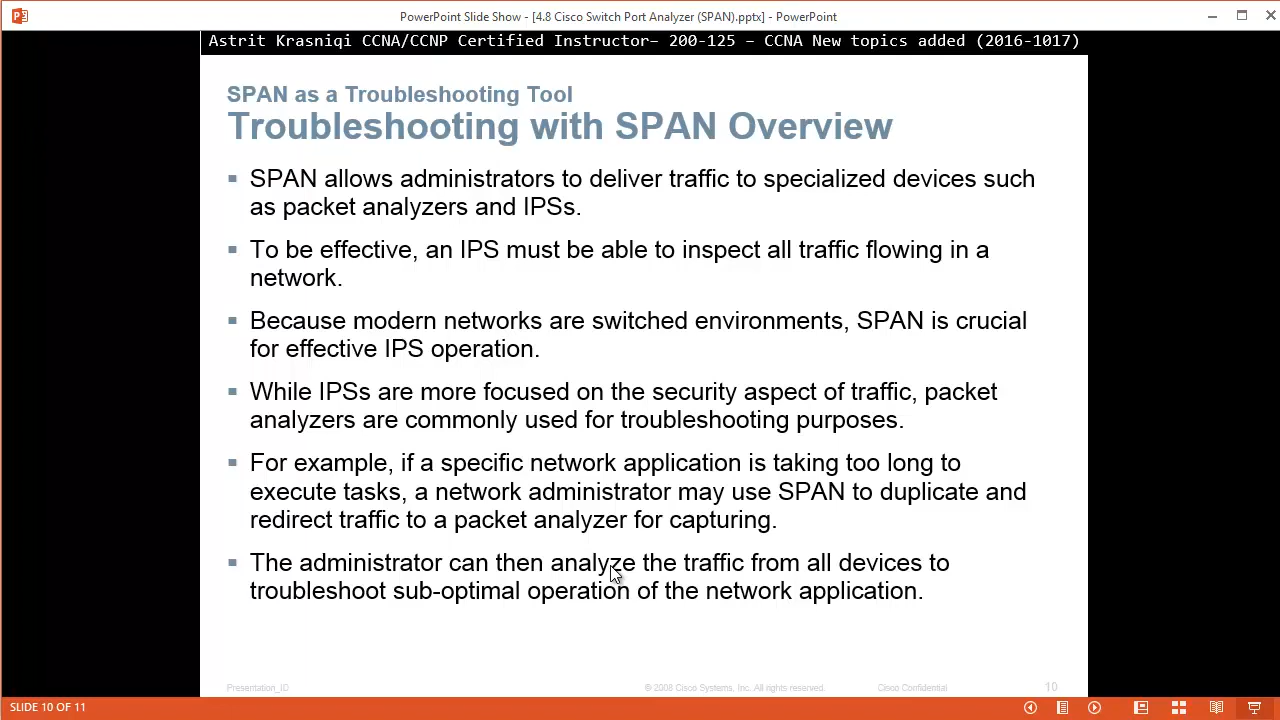 PowerPoint Slide Show - [4.8 Cisco Switch Port Analyzer (SPAN).pptx] - PowerPoint
Astrit Krasniqi CCNA/CCNP Certified Instructor– 200-125 – CCNA New topics added (2016-1017)
SPAN as a Troubleshooting Tool
Troubleshooting with SPAN Overview
▪ SPAN allows administrators to deliver traffic to specialized devices such
as packet analyzers and IPSs.
▪ To be effective, an IPS must be able to inspect all traffic flowing in a
network.
▪ Because modern networks are switched environments, SPAN is crucial
for effective IPS operation.
▪ While IPSs are more focused on the security aspect of traffic, packet
analyzers are commonly used for troubleshooting purposes.
▪ For example, if a specific network application is taking too long to
execute tasks, a network administrator may use SPAN to duplicate and
redirect traffic to a packet analyzer for capturing.
▪ The administrator can then analyze the traffic from all devices to
troubleshoot sub-optimal operation of the network application.
Presentation_ID © 2008 Cisco Systems, Inc. All rights reserved. Cisco Confidential 10
SLIDE 10 OF 11